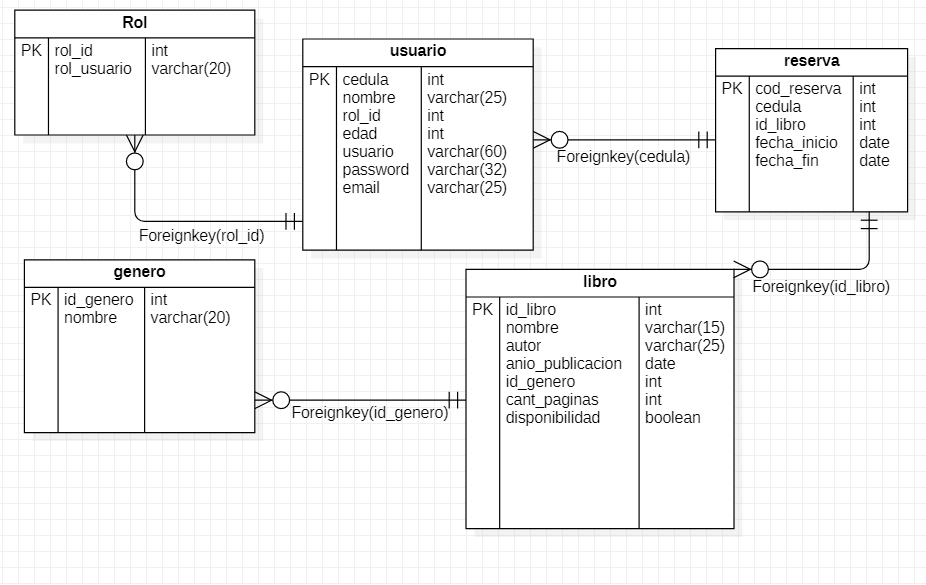 Rol
PK rol_id int
rol_usuario varchar(20)
usuario
PK cedula int
nombre varchar(25)
rol_id int
edad int
usuario varchar(60)
password varchar(32)
email varchar(25)
reserva
PK cod_reserva int
cedula int
id_libro int
fecha_inicio date
fecha_fin date
Foreignkey(cedula)
Foreignkey(rol_id)
genero
PK id_genero int
nombre varchar(20)
libro
PK id_libro int
nombre varchar(15)
autor varchar(25)
anio_publicacion date
id_genero int
cant_paginas int
disponibilidad boolean
Foreignkey(id_libro)
Foreignkey(id_genero)